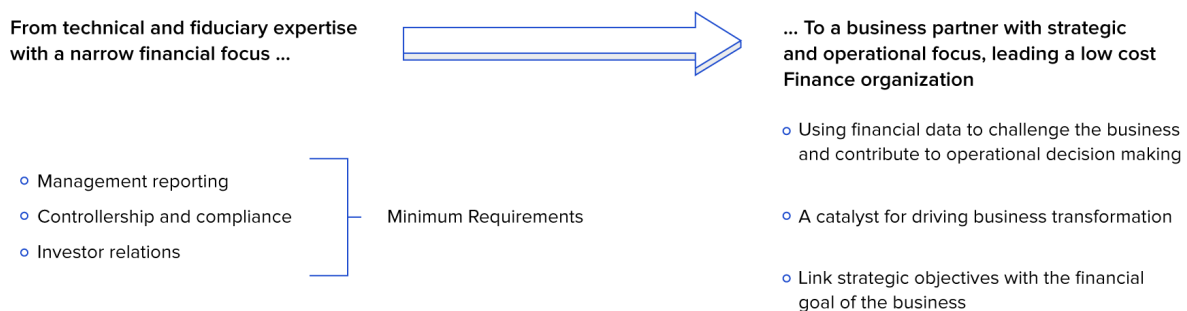 From technical and fiduciary expertise
with a narrow financial focus ...
... To a business partner with strategic
and operational focus, leading a low cost
Finance organization
Management reporting
Controllership and compliance
Investor relations
Minimum Requirements
Using financial data to challenge the business
and contribute to operational decision making
A catalyst for driving business transformation
Link strategic objectives with the financial
goal of the business